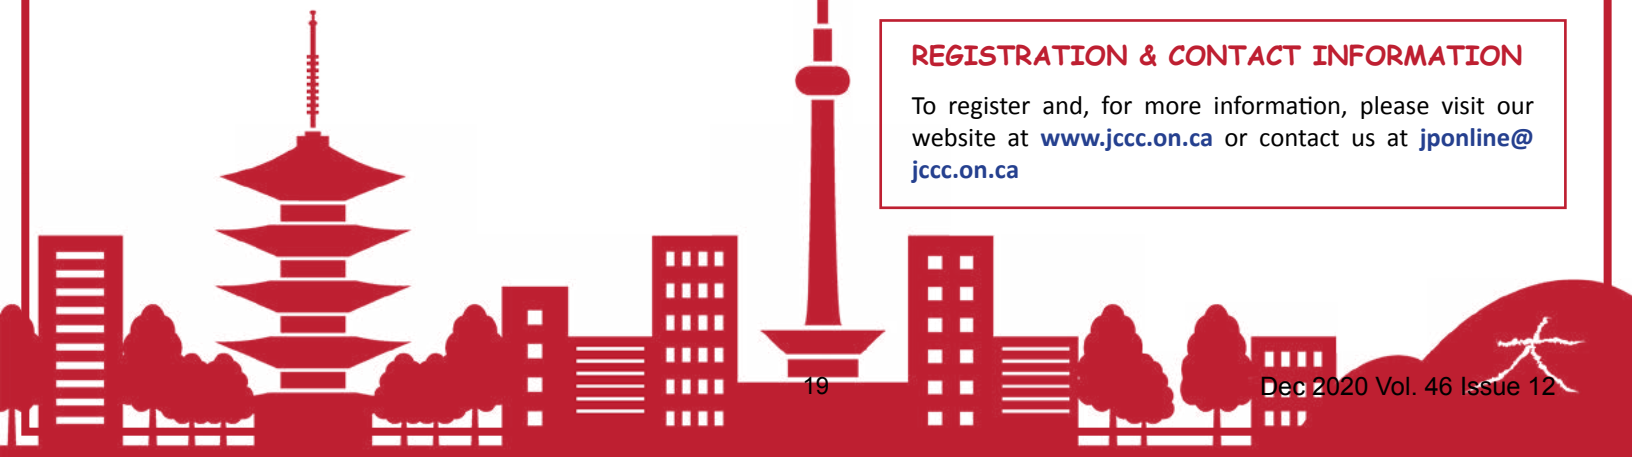 REGISTRATION & CONTACT INFORMATION
To register and, for more information, please visit our
website at www.jccc.on.ca or contact us at jponline@
jccc.on.ca
大
19
Dec 2020 Vol. 46 Issue 12